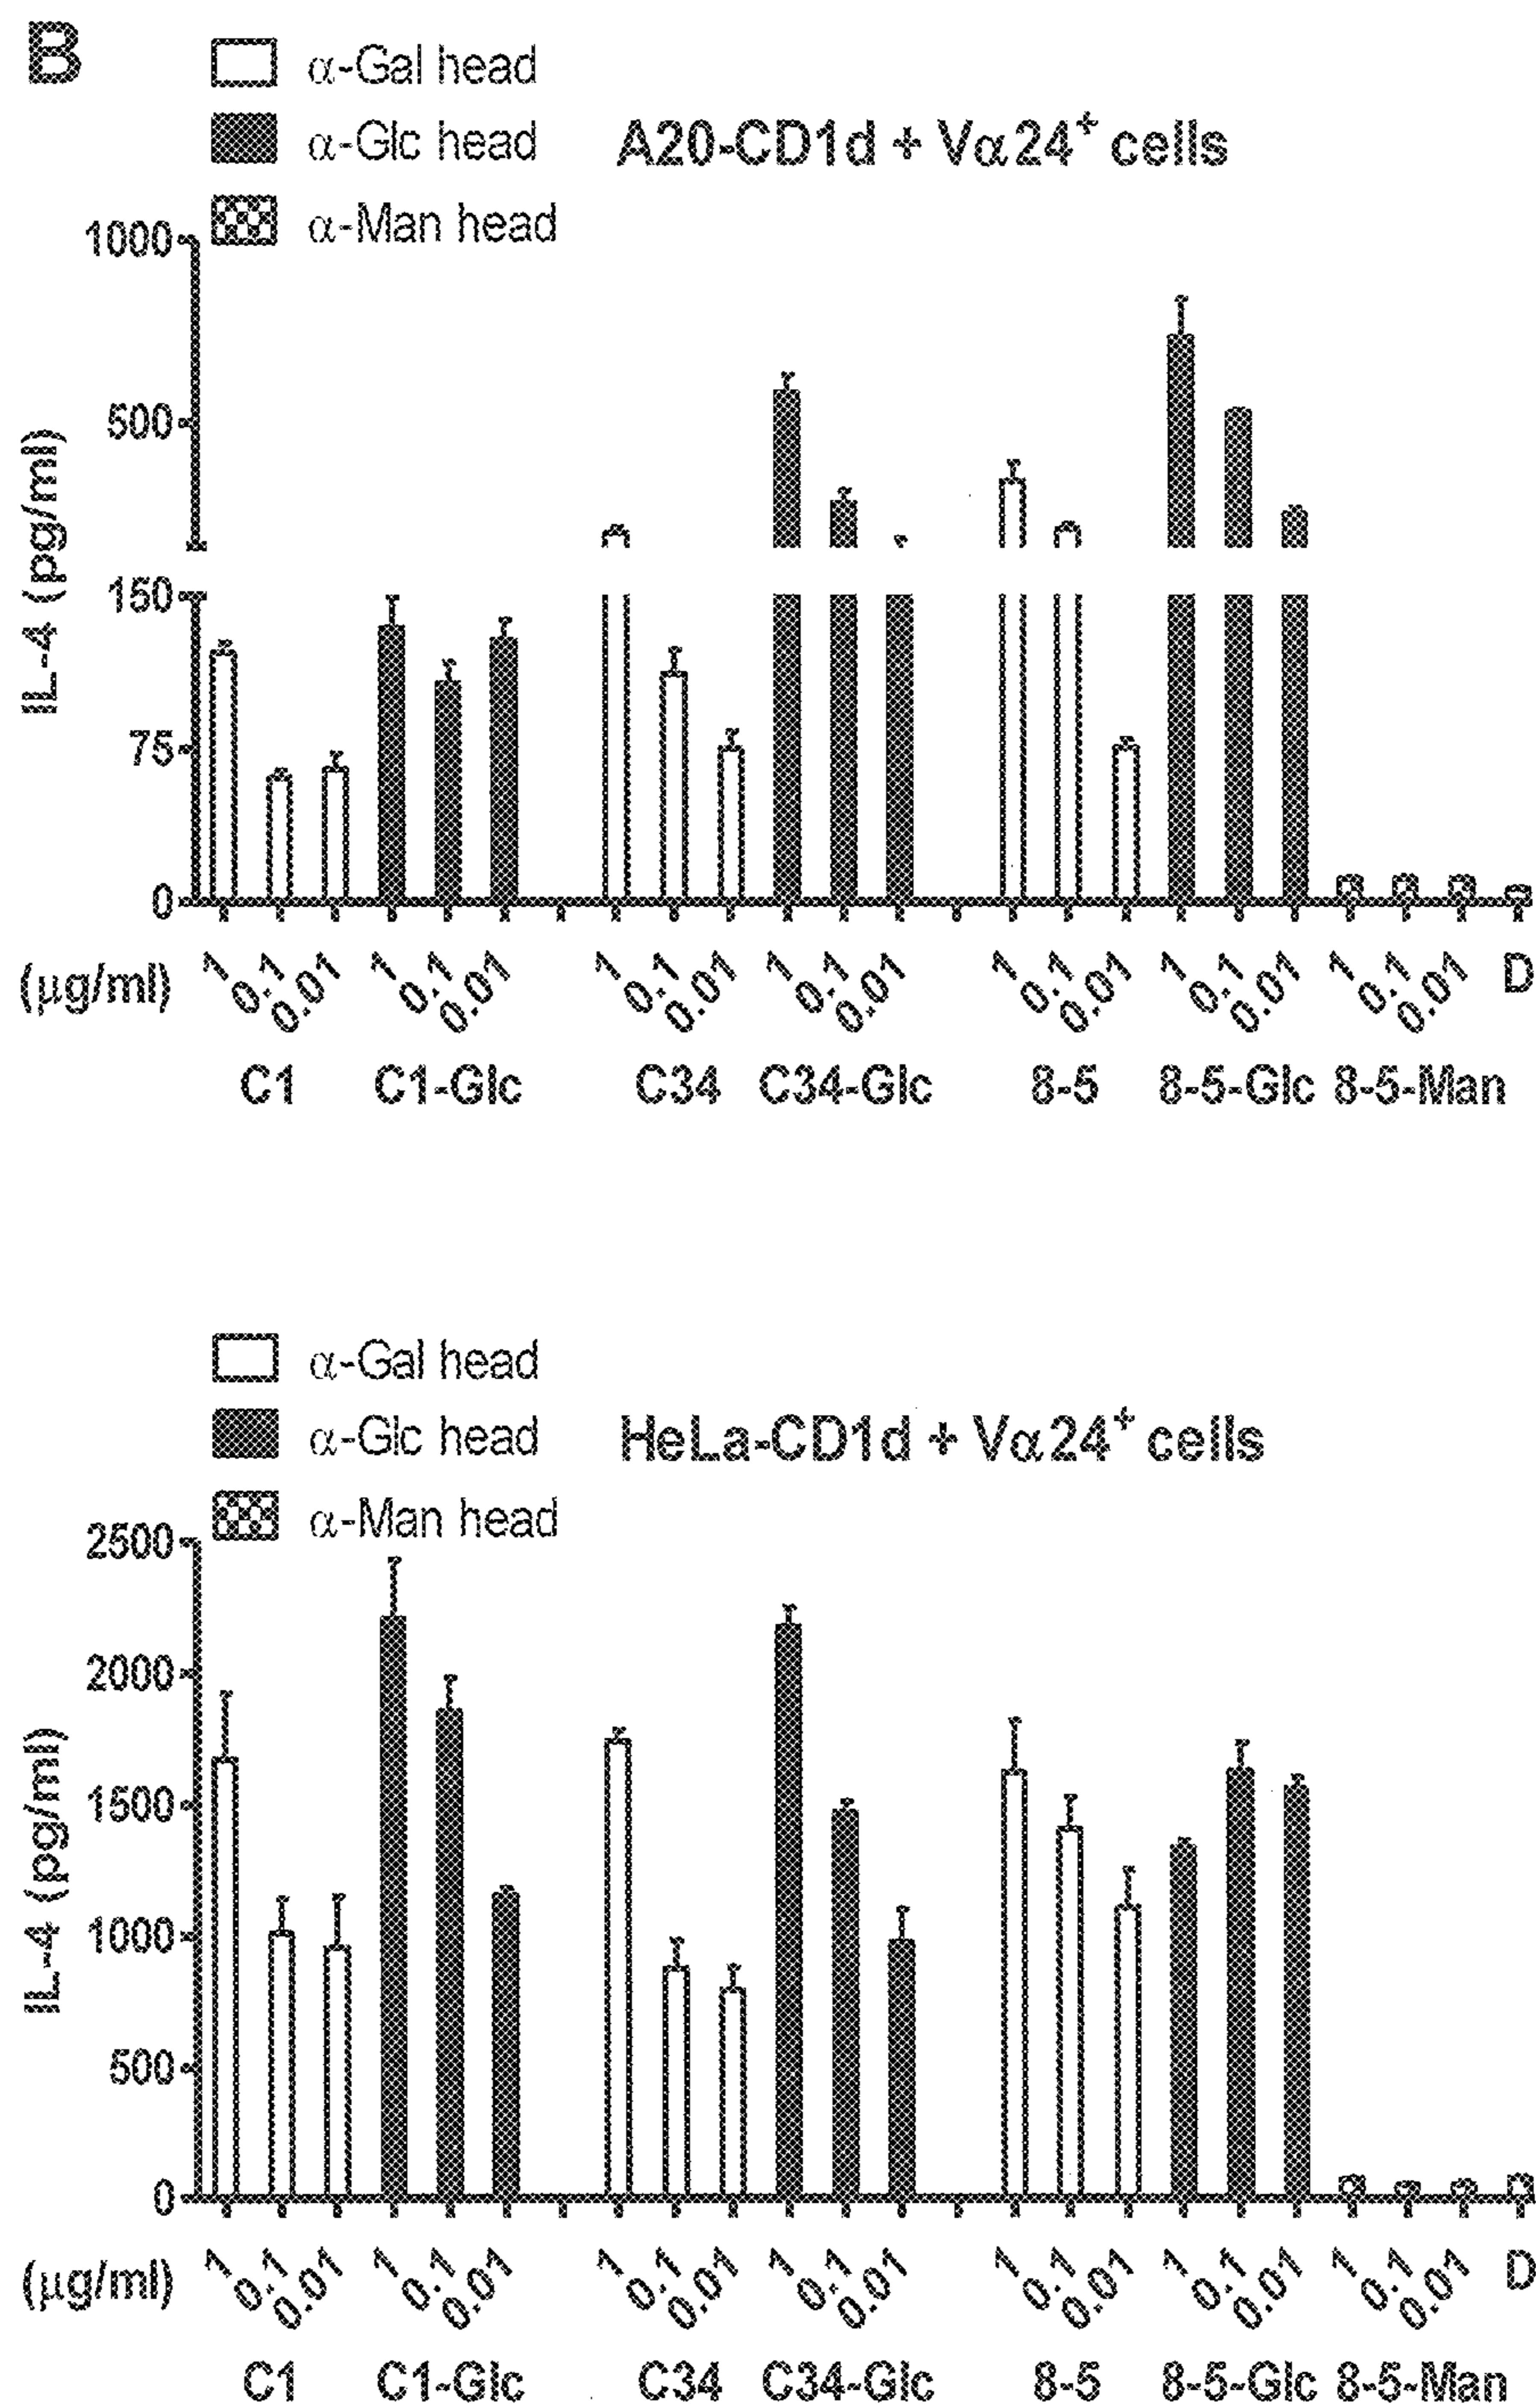 B
α-Gal head
α-Glc head
α-Man head
A20-CD1d + Vα24⁺ cells
IL-4 (pg/ml)
1000
500
150
75
0
(µg/ml) 1 0.1 0.01 1 0.1 0.01 1 0.1 0.01 1 0.1 0.01 1 0.1 0.01 1 0.1 0.01 1 0.1 0.01 D
C1 C1-Glc C34 C34-Glc 8-5 8-5-Glc 8-5-Man
α-Gal head
α-Glc head
α-Man head
HeLa-CD1d + Vα24⁺ cells
IL-4 (pg/ml)
2500
2000
1500
1000
500
0
(µg/ml) 1 0.1 0.01 1 0.1 0.01 1 0.1 0.01 1 0.1 0.01 1 0.1 0.01 1 0.1 0.01 1 0.1 0.01 D
C1 C1-Glc C34 C34-Glc 8-5 8-5-Glc 8-5-Man